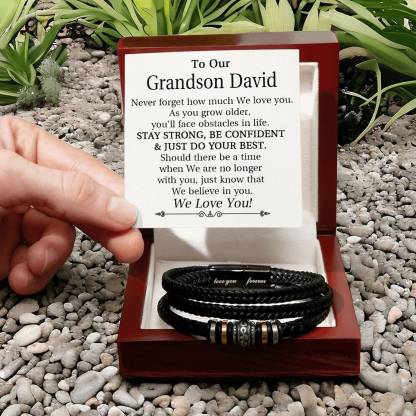 To Our
Grandson David
Never forget how much We love you.
As you grow older,
you'll face obstacles in life.
STAY STRONG, BE CONFIDENT
& JUST DO YOUR BEST.
Should there be a time
when We are no longer
with you, just know that
We believe in you.
We Love You!
love you forever